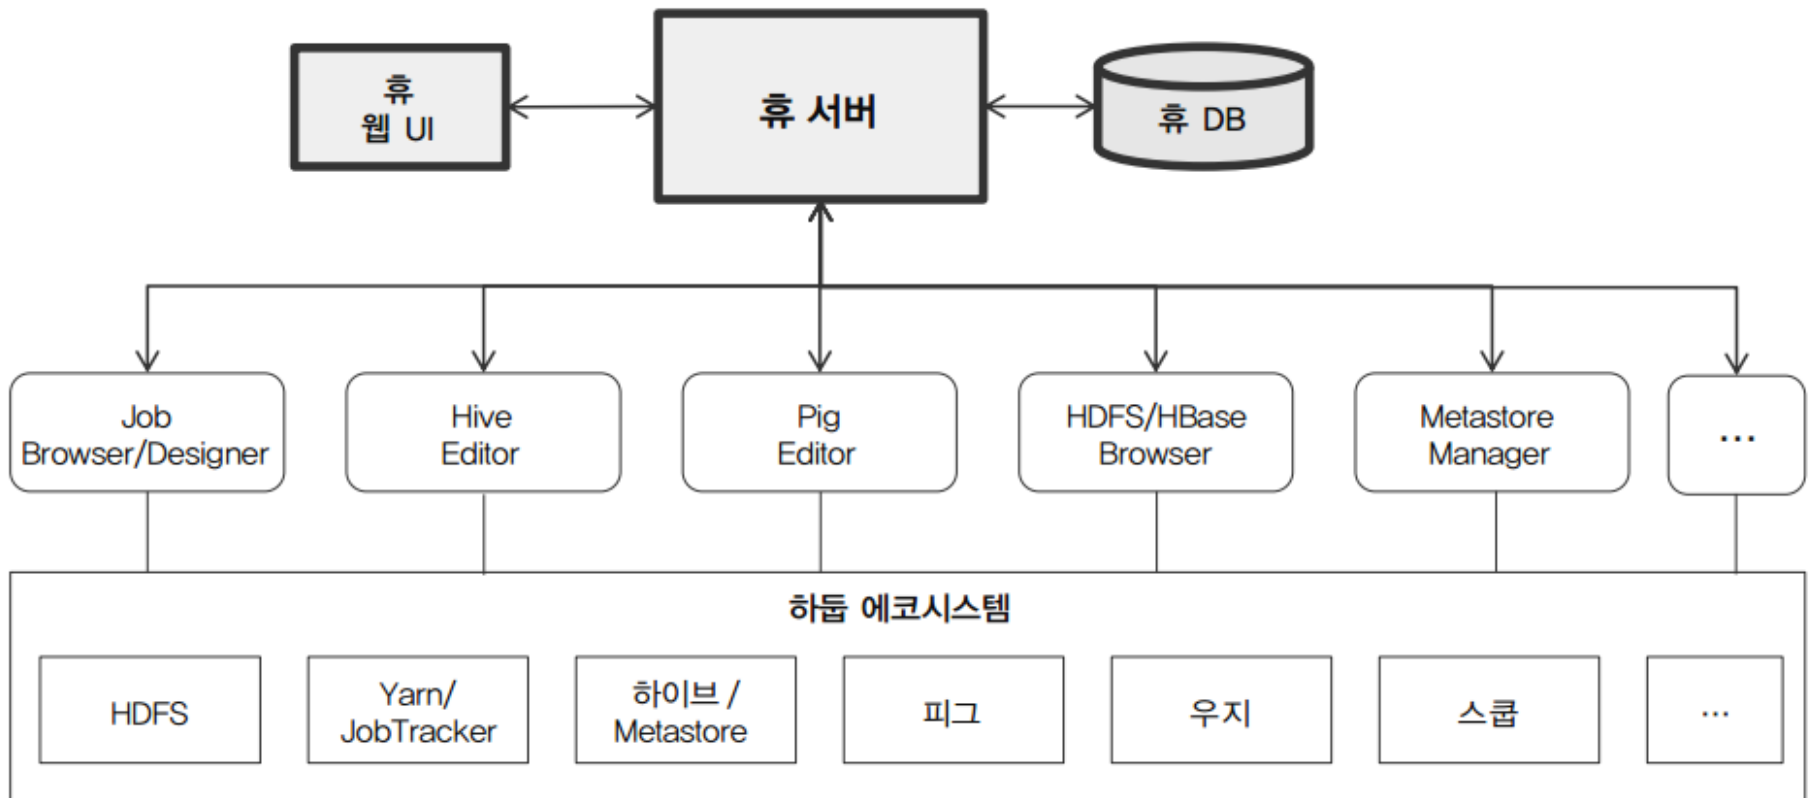 휴
웹 UI
휴 서버
휴 DB
Job
Browser/Designer
Hive
Editor
Pig
Editor
HDFS/HBase
Browser
Metastore
Manager
...
하둡 에코시스템
HDFS
Yarn/
JobTracker
하이브 /
Metastore
피그
우지
스쿱
...